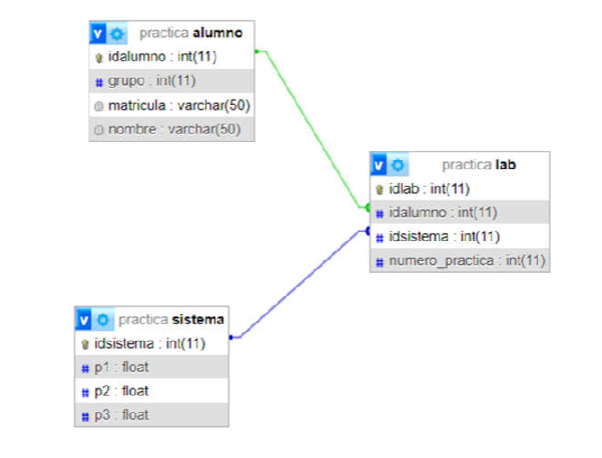 practica alumno
idalumno : int(11)
grupo : int(11)
matricula : varchar(50)
nombre : varchar(50)
practica lab
idlab : int(11)
idalumno : int(11)
idsistema : int(11)
numero_practica : int(11)
practica sistema
idsistema : int(11)
p1 : float
p2 : float
p3 : float